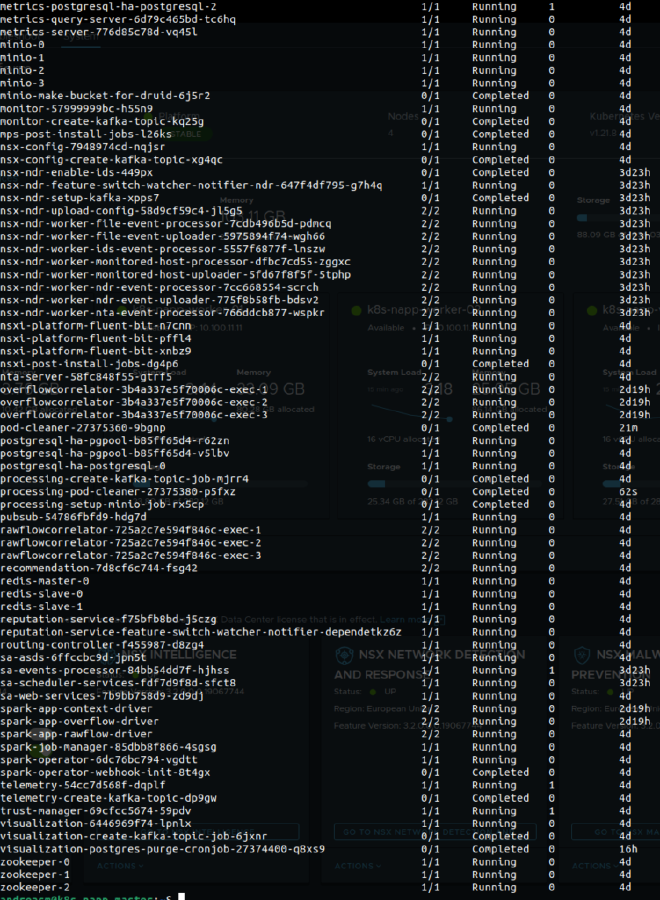 metrics-postgresql-ha-postgresql-2 1/1 Running 1 4d
metrics-query-server-6d79c465bd-tc6hq 1/1 Running 0 4d
metrics-server-776d85c78d-vq45l 1/1 Running 0 4d
minio-0 1/1 Running 0 4d
minio-1 1/1 Running 0 4d
minio-2 1/1 Running 0 4d
minio-3 1/1 Running 0 4d
minio-make-bucket-for-druid-6j5r2 0/1 Completed 0 4d
monitor-57999999bc-h55n9 1/1 Running 0 4d
monitor-create-kafka-topic-kq25g 0/1 Completed 0 4d
mps-post-install-jobs-l26ks 0/1 Completed 0 4d
nsx-config-7948974cd-nqjsr 1/1 Running 0 4d
nsx-config-create-kafka-topic-xg4qc 0/1 Completed 0 4d
nsx-ndr-enable-ids-449px 0/1 Completed 0 3d23h
nsx-ndr-feature-switch-watcher-notifier-ndr-647f4df795-g7h4q 1/1 Running 0 3d23h
nsx-ndr-setup-kafka-xpps7 0/1 Completed 0 3d23h
nsx-ndr-upload-config-58d9cf59c4-jl5g5 2/2 Running 0 3d23h
nsx-ndr-worker-file-event-processor-7cdb496b5d-pdmcq 2/2 Running 0 3d23h
nsx-ndr-worker-file-event-uploader-5975894f74-wgh66 2/2 Running 0 3d23h
nsx-ndr-worker-ids-event-processor-5557f687f-lnszw 2/2 Running 0 3d23h
nsx-ndr-worker-monitored-host-processor-dfbc7cd55-zggxc 2/2 Running 0 3d23h
nsx-ndr-worker-monitored-host-uploader-5fd67f8f5f-5tphp 2/2 Running 0 3d23h
nsx-ndr-worker-ndr-event-processor-7cc668554-scrch 2/2 Running 0 3d23h
nsx-ndr-worker-ndr-event-uploader-775f8b58fb-bdsv2 2/2 Running 0 3d23h
nsx-ndr-worker-nta-event-processor-766ddcb877-wspkr 2/2 Running 0 3d23h
nsxi-platform-fluent-bit-n7cnn 1/1 Running 0 4d
nsxi-platform-fluent-bit-pffl4 1/1 Running 0 4d
nsxi-platform-fluent-bit-xnbz9 1/1 Running 0 4d
nsxi-post-install-jobs-dg4p6 0/1 Completed 0 4d
nta-server-58fc848f55-gtrf5 2/2 Running 0 4d
overflowcorrelator-3b4a337e5f70006c-exec-1 2/2 Running 0 2d19h
overflowcorrelator-3b4a337e5f70006c-exec-2 2/2 Running 0 2d19h
overflowcorrelator-3b4a337e5f70006c-exec-3 2/2 Running 0 2d19h
pod-cleaner-27375360-9bgnp 0/1 Completed 0 21m
postgresql-ha-pgpool-b85ff65d4-r62zn 1/1 Running 0 4d
postgresql-ha-pgpool-b85ff65d4-v5lbv 1/1 Running 0 4d
postgresql-ha-postgresql-0 1/1 Running 0 4d
processing-create-kafka-topic-job-mjrr4 0/1 Completed 0 4d
processing-pod-cleaner-27375380-p5fxz 0/1 Completed 0 62s
processing-setup-minio-job-rx5cp 0/1 Completed 0 4d
pubsub-54786fbfd9-hdg7d 1/1 Running 0 4d
rawflowcorrelator-725a2c7e594f846c-exec-1 2/2 Running 0 4d
rawflowcorrelator-725a2c7e594f846c-exec-2 2/2 Running 0 4d
rawflowcorrelator-725a2c7e594f846c-exec-3 2/2 Running 0 4d
recommendation-7d8cf6c744-fsg42 2/2 Running 0 4d
redis-master-0 1/1 Running 0 4d
redis-slave-0 1/1 Running 0 4d
redis-slave-1 1/1 Running 0 4d
reputation-service-f75bfb8bd-j5czg 1/1 Running 0 4d
reputation-service-feature-switch-watcher-notifier-dependetkz6z 1/1 Running 0 4d
routing-controller-f455987-d8zg4 1/1 Running 0 4d
sa-asds-6ffccbc9d-jpn5t 1/1 Running 0 4d
sa-events-processor-84bb54dd7f-hjhss 1/1 Running 1 3d23h
sa-scheduler-services-fdf7d9f8d-sfct8 1/1 Running 0 3d23h
sa-web-services-7b9b758d9-zd9dj 1/1 Running 0 4d
spark-app-context-driver 2/2 Running 0 2d19h
spark-app-overflow-driver 2/2 Running 0 2d19h
spark-app-rawflow-driver 2/2 Running 0 4d
spark-job-manager-85dbb8f866-4sgsg 1/1 Running 0 4d
spark-operator-6dc76bc794-vgdtt 1/1 Running 0 4d
spark-operator-webhook-init-8t4gx 0/1 Completed 0 4d
telemetry-54cc7d568f-dqplf 1/1 Running 1 4d
telemetry-create-kafka-topic-dp9gw 0/1 Completed 0 4d
trust-manager-69cfcc5674-59pdv 1/1 Running 1 4d
visualization-6446969f74-lpnlx 1/1 Running 0 4d
visualization-create-kafka-topic-job-6jxnr 0/1 Completed 0 4d
visualization-postgres-purge-cronjob-27374400-q8xs9 0/1 Completed 0 16h
zookeeper-0 1/1 Running 0 4d
zookeeper-1 1/1 Running 0 4d
zookeeper-2 1/1 Running 0 4d